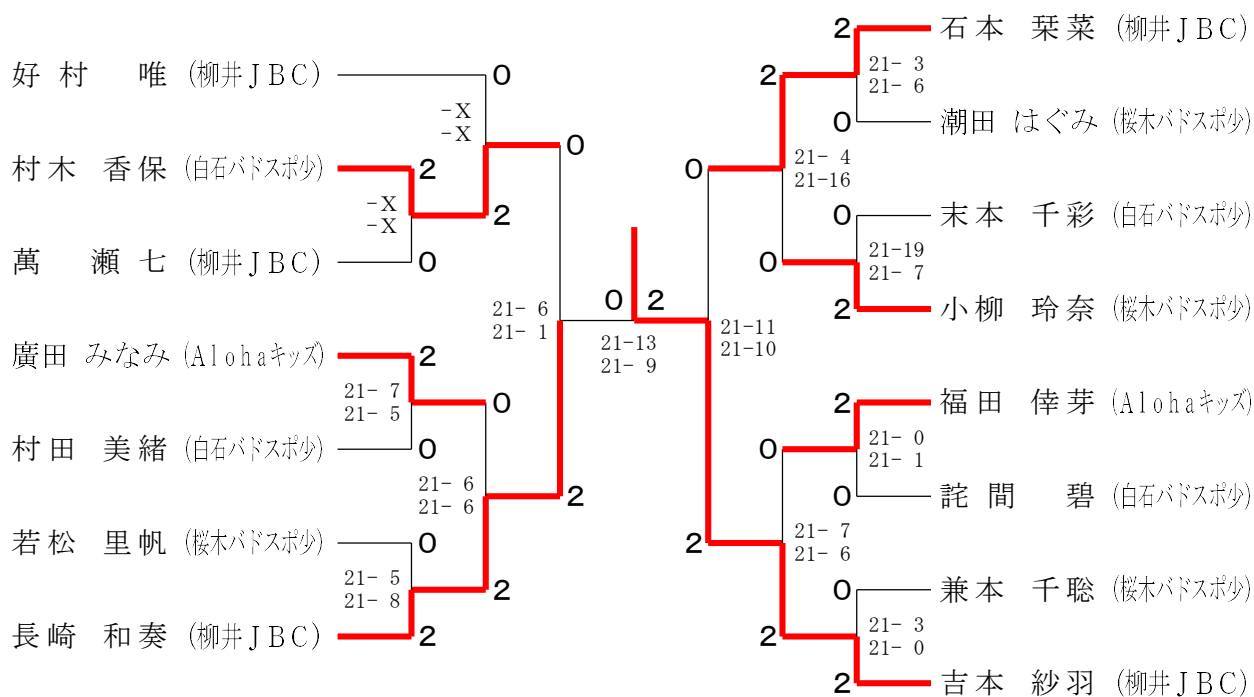 好村 唯 (柳井JBC)
0
-X
-X
0
村木 香保 (白石バドスポ少)
2
-X
-X
2
萬 瀬七 (柳井JBC)
0
21- 6
21- 1
廣田 みなみ (Alohaキッズ)
2
21- 7
21- 5
0
村田 美緒 (白石バドスポ少)
0
21- 6
21- 6
2
若松 里帆 (桜木バドスポ少)
0
21- 5
21- 8
2
長崎 和奏 (柳井JBC)
2
0 2
21-13
21- 9
2 石本 栞菜 (柳井JBC)
2
21- 3
21- 6
0 潮田 はぐみ (桜木バドスポ少)
0
21- 4
21-16
0 末本 千彩 (白石バドスポ少)
0
21-19
21- 7
2 小柳 玲奈 (桜木バドスポ少)
21-11
21-10
2 福田 倖芽 (Alohaキッズ)
0
21- 0
21- 1
0 詫間 碧 (白石バドスポ少)
2
21- 7
21- 6
0 兼本 千聡 (桜木バドスポ少)
2
21- 3
21- 0
2 吉本 紗羽 (柳井JBC)